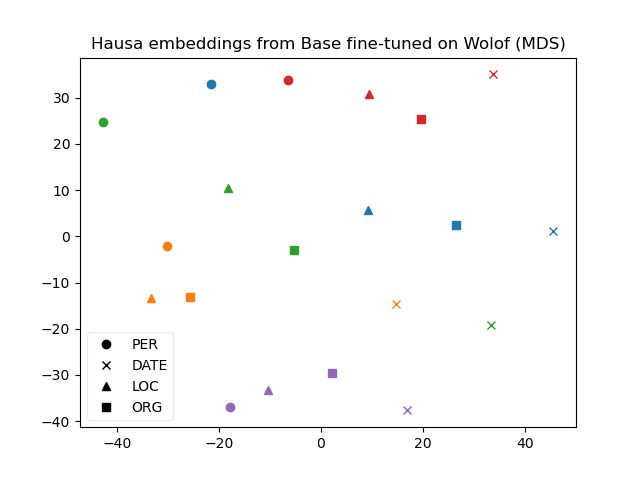 Hausa embeddings from Base fine-tuned on Wolof (MDS)
30
20
10
0
−10
−20
−30
−40
PER
DATE
LOC
ORG
−40
−20
0
20
40